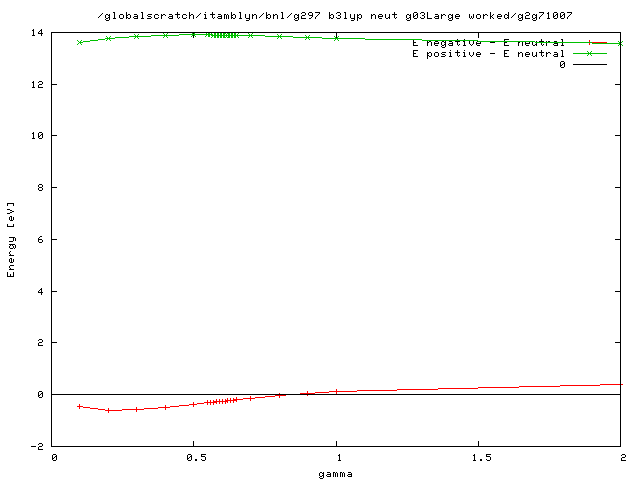 /globalscratch/itamblyn/bnl/g297 b3lyp neut g03Large worked/g2g71007
E negative - E neutral
E positive - E neutral
0
14
12
10
8
6
4
2
0
-2
Energy [eV]
0 0.5 1 1.5 2
gamma